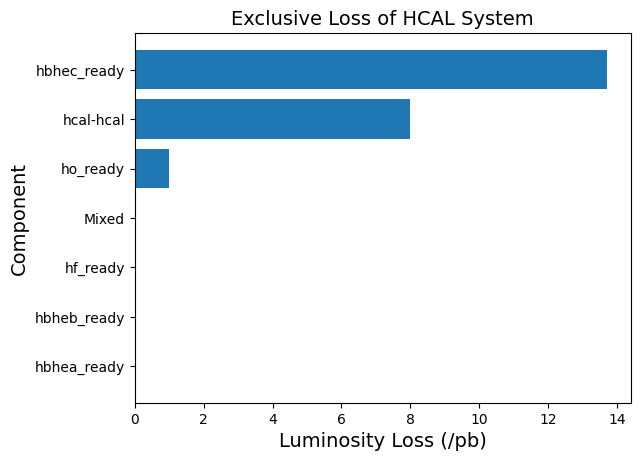 Exclusive Loss of HCAL System
Component
hbhec_ready
hcal-hcal
ho_ready
Mixed
hf_ready
hbheb_ready
hbhea_ready
0 2 4 6 8 10 12 14
Luminosity Loss (/pb)